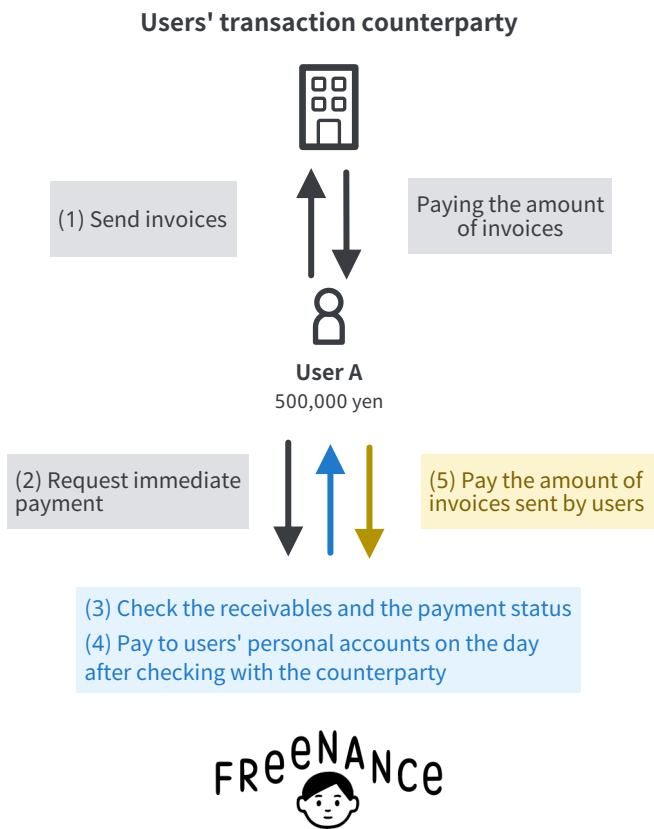 Users' transaction counterparty
(1) Send invoices
Paying the amount
of invoices
User A
500,000 yen
(2) Request immediate
payment
(5) Pay the amount of
invoices sent by users
(3) Check the receivables and the payment status
(4) Pay to users' personal accounts on the day
after checking with the counterparty
FReeNANce